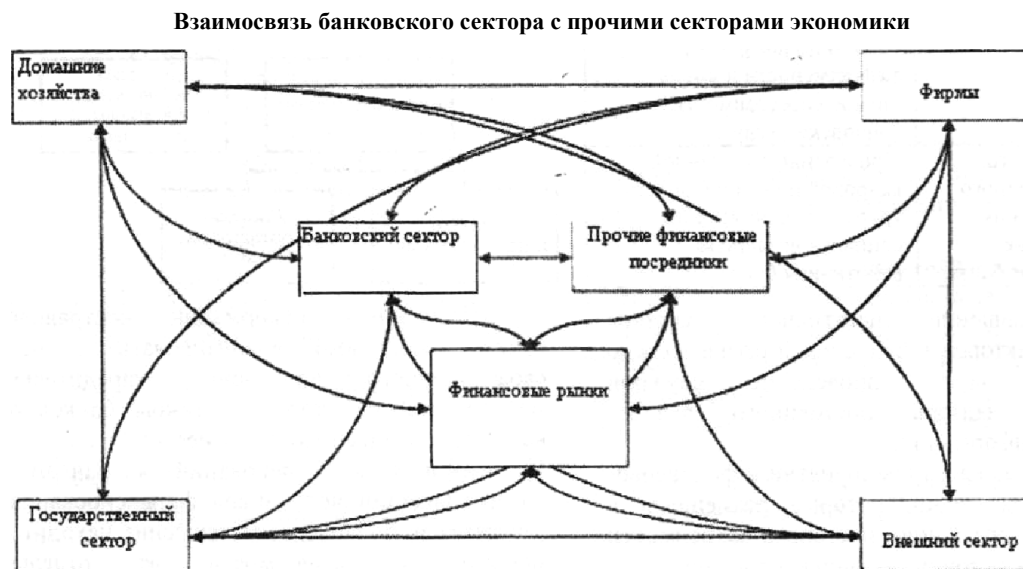 Взаимосвязь банковского сектора с прочими секторами экономики
Домашние
хозяйства
Фирмы
Банковский сектор
Прочие финансовые
посредники
Финансовые рынки
Государственный
сектор
Внешний сектор